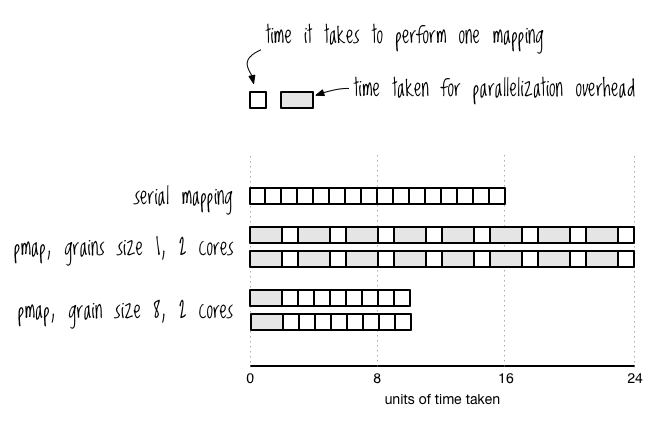 time it takes to perform one mapping
time taken for parallelization overhead
serial mapping
pmap, grains size 1, 2 cores
pmap, grain size 8, 2 cores
0 8 16 24
units of time taken